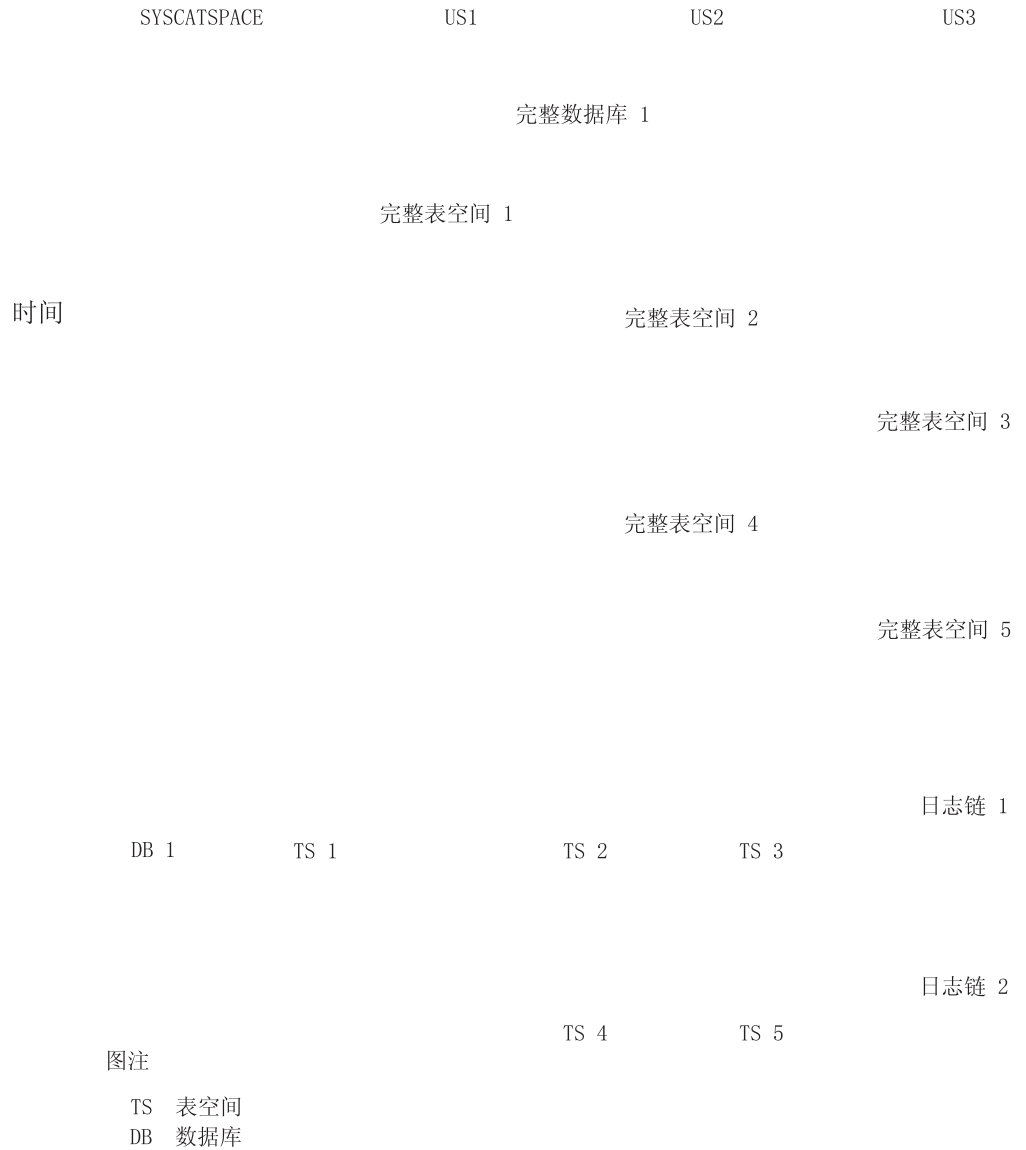 SYSCATSPACE US1 US2 US3
完整数据库 1
完整表空间 1
时间 完整表空间 2
完整表空间 3
完整表空间 4
完整表空间 5
日志链 1
DB 1 TS 1 TS 2 TS 3
日志链 2
TS 4 TS 5
图注
TS 表空间
DB 数据库